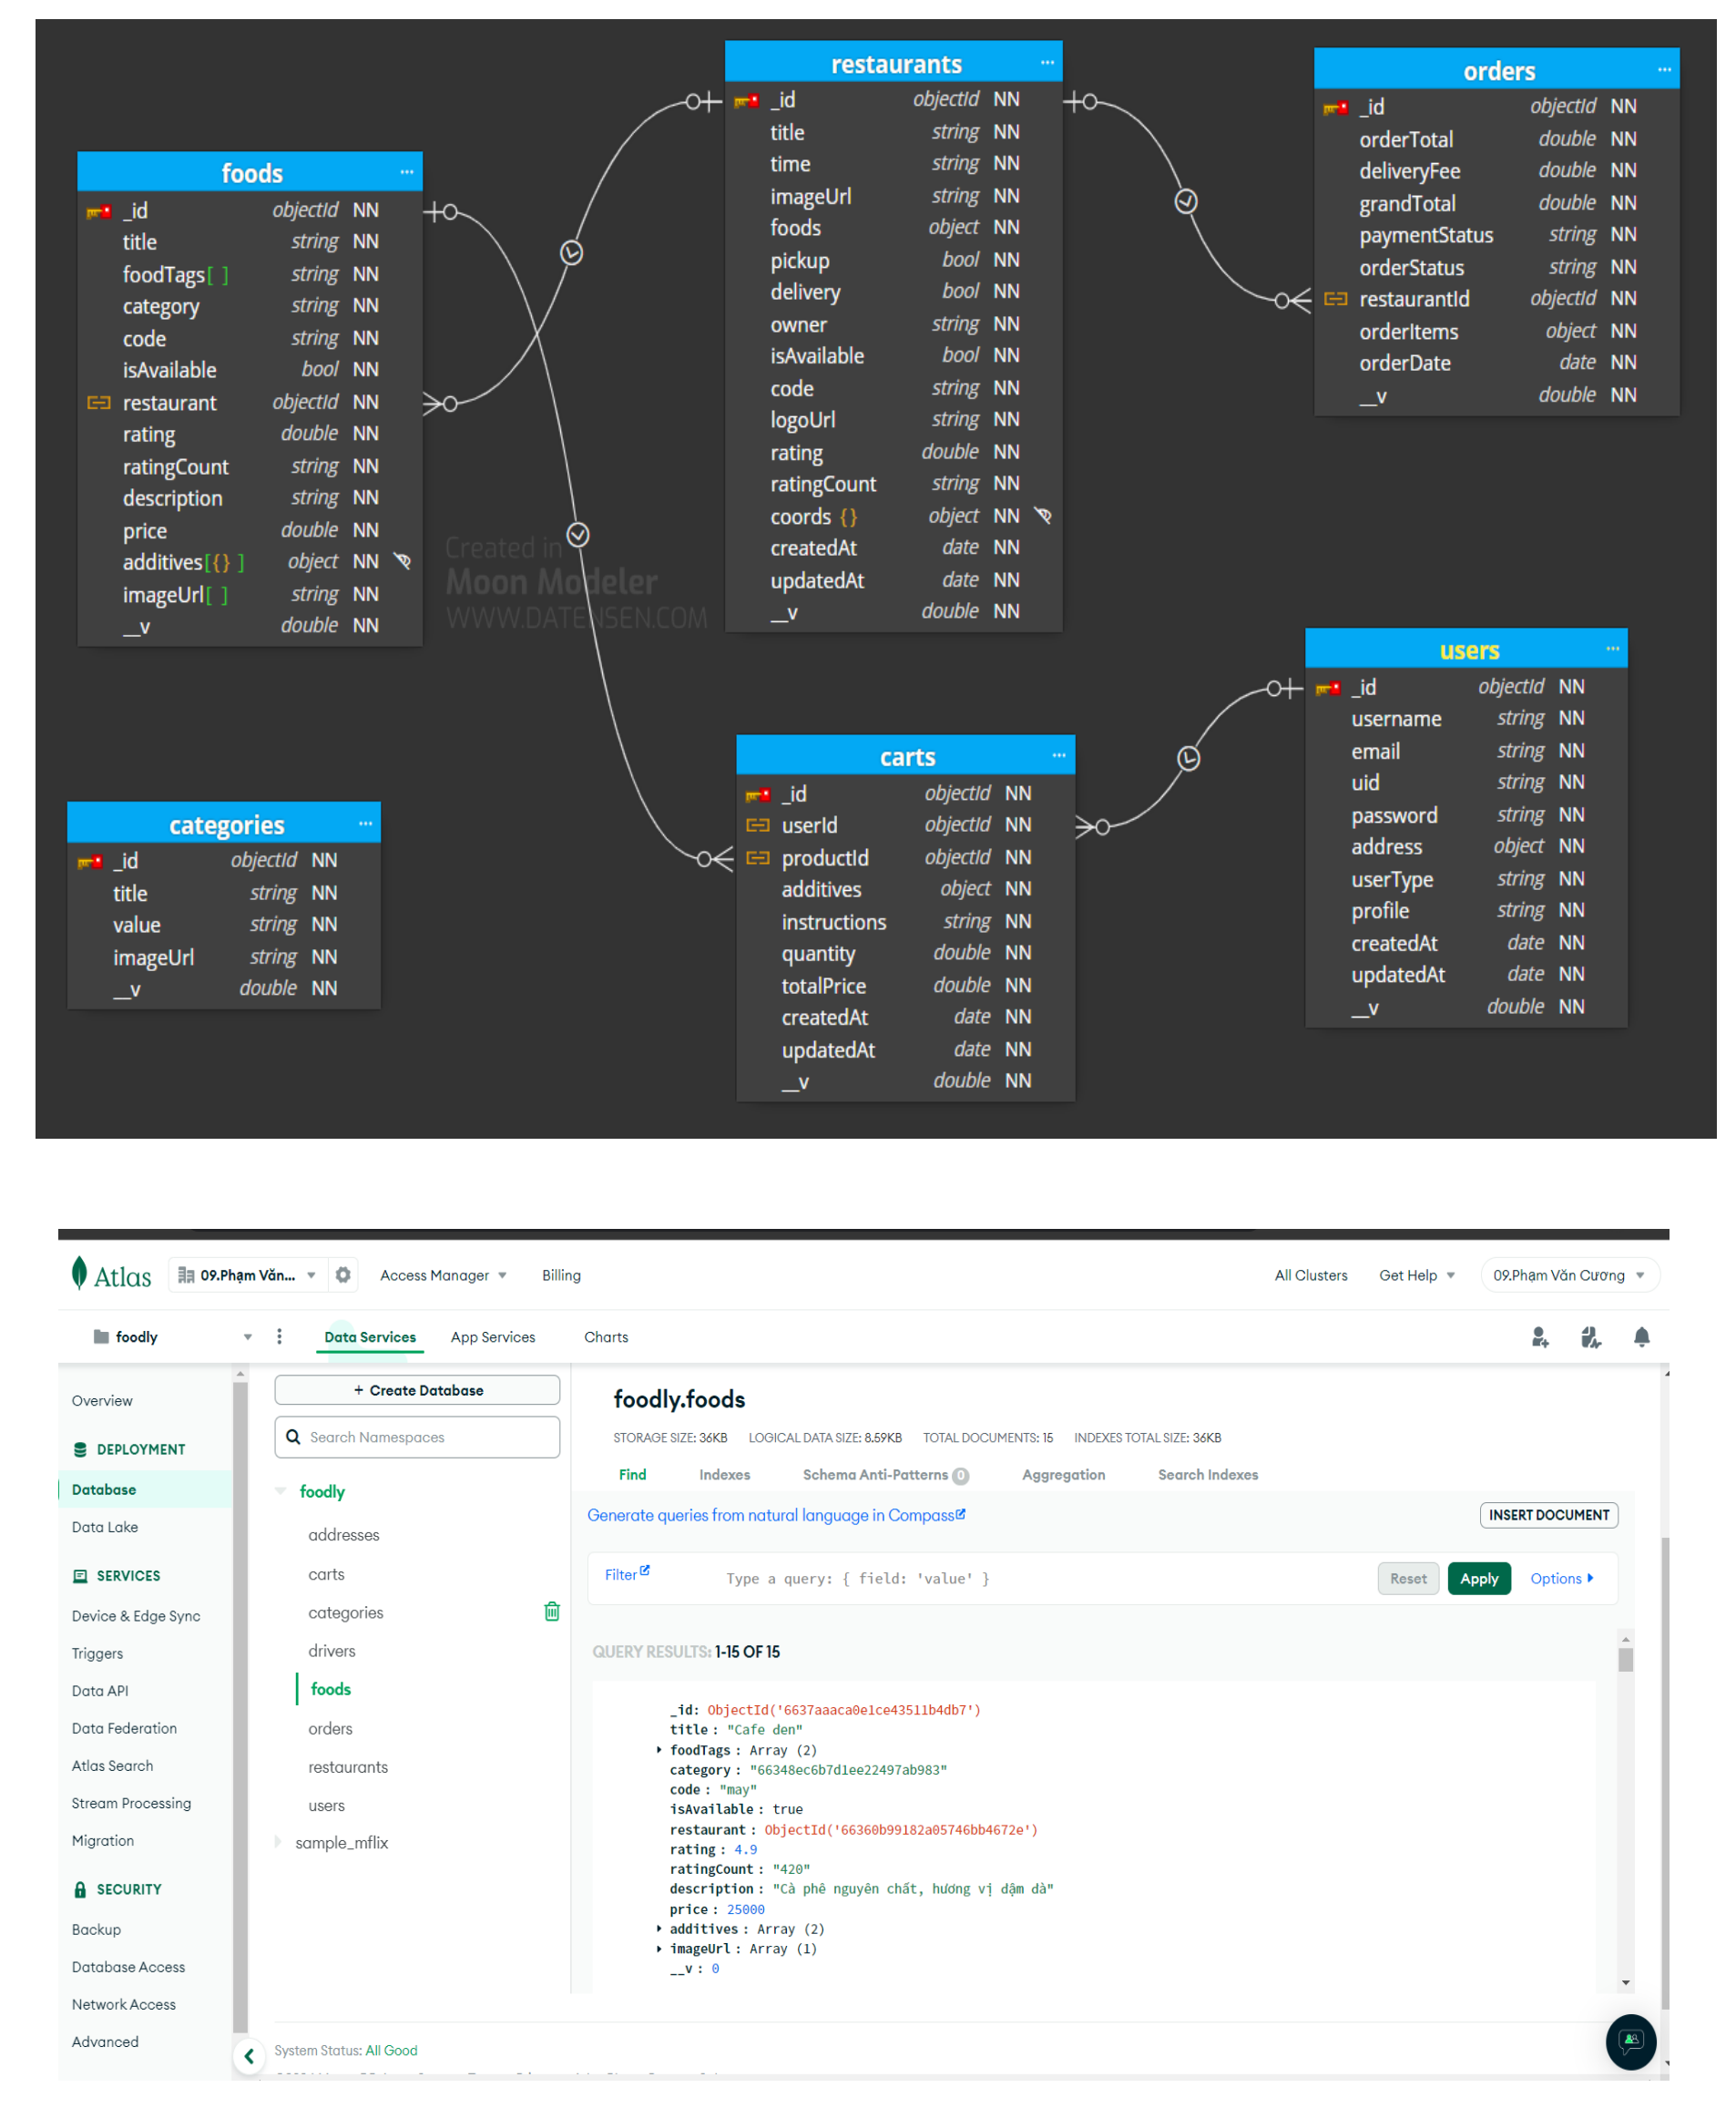 foods ...
_id objectId NN
title string NN
foodTags[ ] string NN
category string NN
code string NN
isAvailable bool NN
restaurant objectId NN
rating double NN
ratingCount string NN
description string NN
price double NN
additives[{} ] object NN
imageUrl[ ] string NN
__v double NN
restaurants ...
_id objectId NN
title string NN
time string NN
imageUrl string NN
foods object NN
pickup bool NN
delivery bool NN
owner string NN
isAvailable bool NN
code string NN
logoUrl string NN
rating double NN
ratingCount string NN
coords {} object NN
createdAt date NN
updatedAt date NN
__v double NN
orders ...
_id objectId NN
orderTotal double NN
deliveryFee double NN
grandTotal double NN
paymentStatus string NN
orderStatus string NN
restaurantId objectId NN
orderItems object NN
orderDate date NN
__v double NN
Created in
Moon Modeler
WWW.DATENSEN.COM
categories ...
_id objectId NN
title string NN
value string NN
imageUrl string NN
__v double NN
carts ...
_id objectId NN
userId objectId NN
productId objectId NN
additives object NN
instructions string NN
quantity double NN
totalPrice double NN
createdAt date NN
updatedAt date NN
__v double NN
users ...
_id objectId NN
username string NN
email string NN
uid string NN
password string NN
address object NN
userType string NN
profile string NN
createdAt date NN
updatedAt date NN
__v double NN
Atlas 09.Phạm Văn... Access Manager Billing All Clusters Get Help 09.Phạm Văn Cương
foodly Data Services App Services Charts
Overview
DEPLOYMENT
Database
Data Lake
SERVICES
Device & Edge Sync
Triggers
Data API
Data Federation
Atlas Search
Stream Processing
Migration
SECURITY
Backup
Database Access
Network Access
Advanced
+ Create Database
Search Namespaces
foodly
addresses
carts
categories
drivers
foods
orders
restaurants
users
sample_mflix
foodly.foods
STORAGE SIZE: 36KB LOGICAL DATA SIZE: 8.59KB TOTAL DOCUMENTS: 15 INDEXES TOTAL SIZE: 36KB
Find Indexes Schema Anti-Patterns 0 Aggregation Search Indexes
Generate queries from natural language in Compass INSERT DOCUMENT
Filter Type a query: { field: 'value' } Reset Apply Options
QUERY RESULTS: 1-15 OF 15
_id: ObjectId('6637aaaca0e1ce43511b4db7')
title : "Cafe den"
foodTags : Array (2)
category : "66348ec6b7d1ee22497ab983"
code : "may"
isAvailable : true
restaurant : ObjectId('66360b99182a05746bb4672e')
rating : 4.9
ratingCount : "420"
description : "Cà phê nguyên chất, hương vị dậm dà"
price : 25000
additives : Array (2)
imageUrl : Array (1)
__v : 0
System Status: All Good